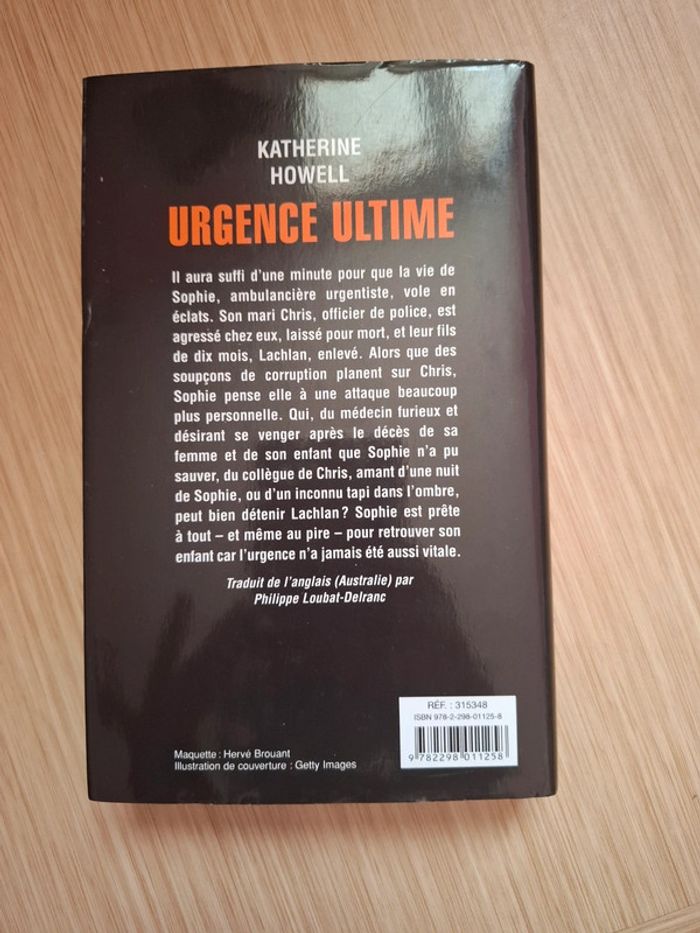 KATHERINE
HOWELL
URGENCE ULTIME
Il aura suffi d'une minute pour que la vie de
Sophie, ambulancière urgentiste, vole en
éclats. Son mari Chris, officier de police, est
agressé chez eux, laissé pour mort, et leur fils
de dix mois, Lachlan, enlevé. Alors que des
soupçons de corruption planent sur Chris,
Sophie pense elle à une attaque beaucoup
plus personnelle. Qui, du médecin furieux et
désirant se venger après le décès de sa
femme et de son enfant que Sophie n'a pu
sauver, du collègue de Chris, amant d'une nuit
de Sophie, ou d'un inconnu tapi dans l'ombre,
peut bien détenir Lachlan ? Sophie est prête
à tout – et même au pire – pour retrouver son
enfant car l'urgence n'a jamais été aussi vitale.
Traduit de l'anglais (Australie) par
Philippe Loubat-Delranc
RÉF. : 315348
ISBN 978-2-298-01125-8
9 782298 011258
Maquette : Hervé Brouant
Illustration de couverture : Getty Images